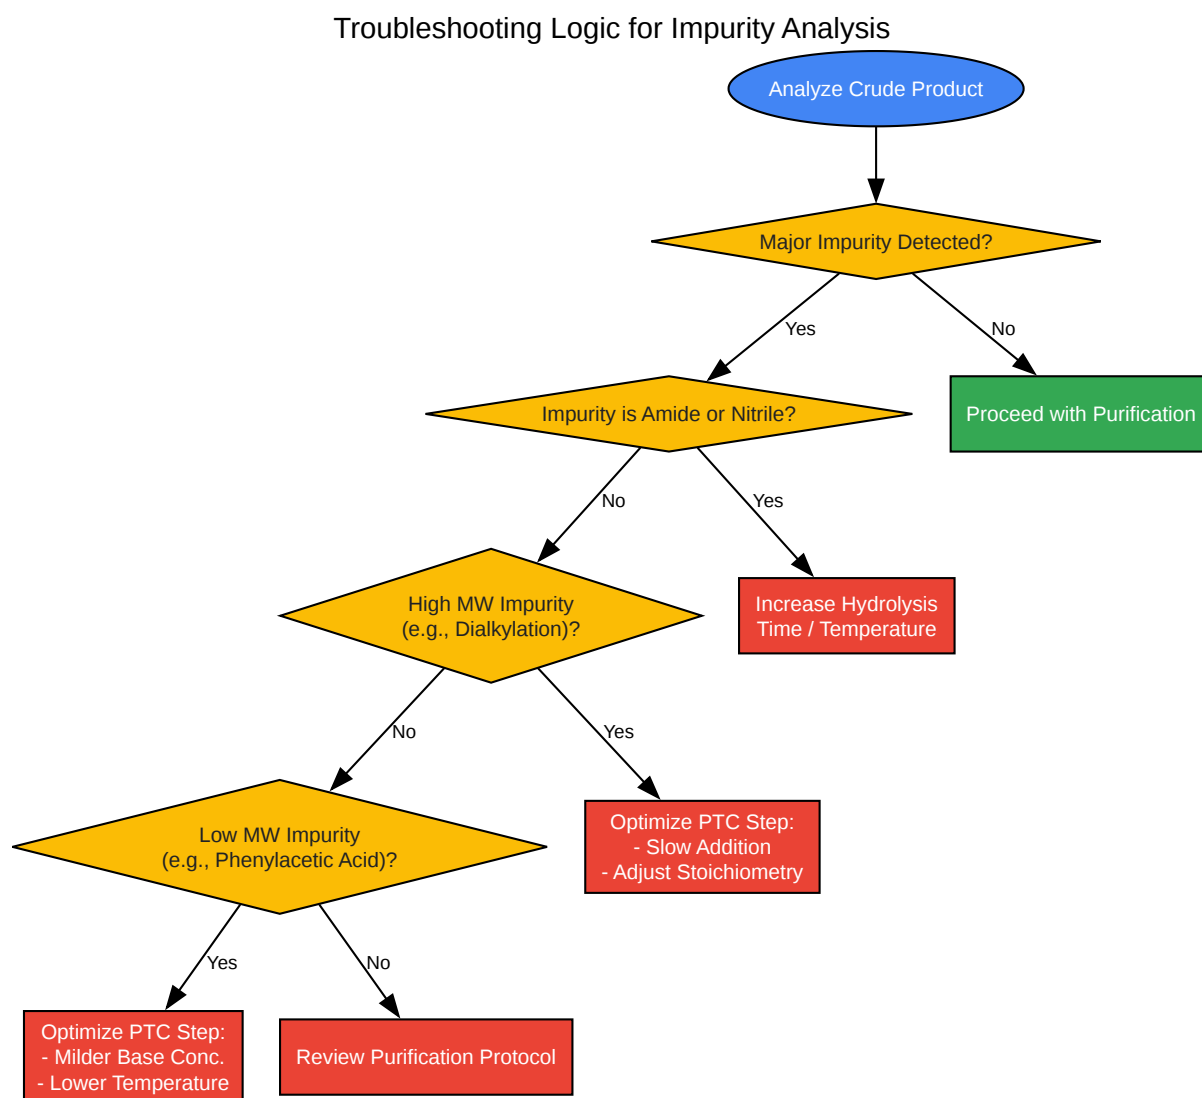 Troubleshooting Logic for Impurity Analysis
Analyze Crude Product
Major Impurity Detected?
Yes
No
Impurity is Amide or Nitrile?
Proceed with Purification
No
Yes
High MW Impurity
(e.g., Dialkylation)?
Increase Hydrolysis
Time / Temperature
No
Yes
Low MW Impurity
(e.g., Phenylacetic Acid)?
Optimize PTC Step:
- Slow Addition
- Adjust Stoichiometry
Yes
No
Optimize PTC Step:
- Milder Base Conc.
- Lower Temperature
Review Purification Protocol